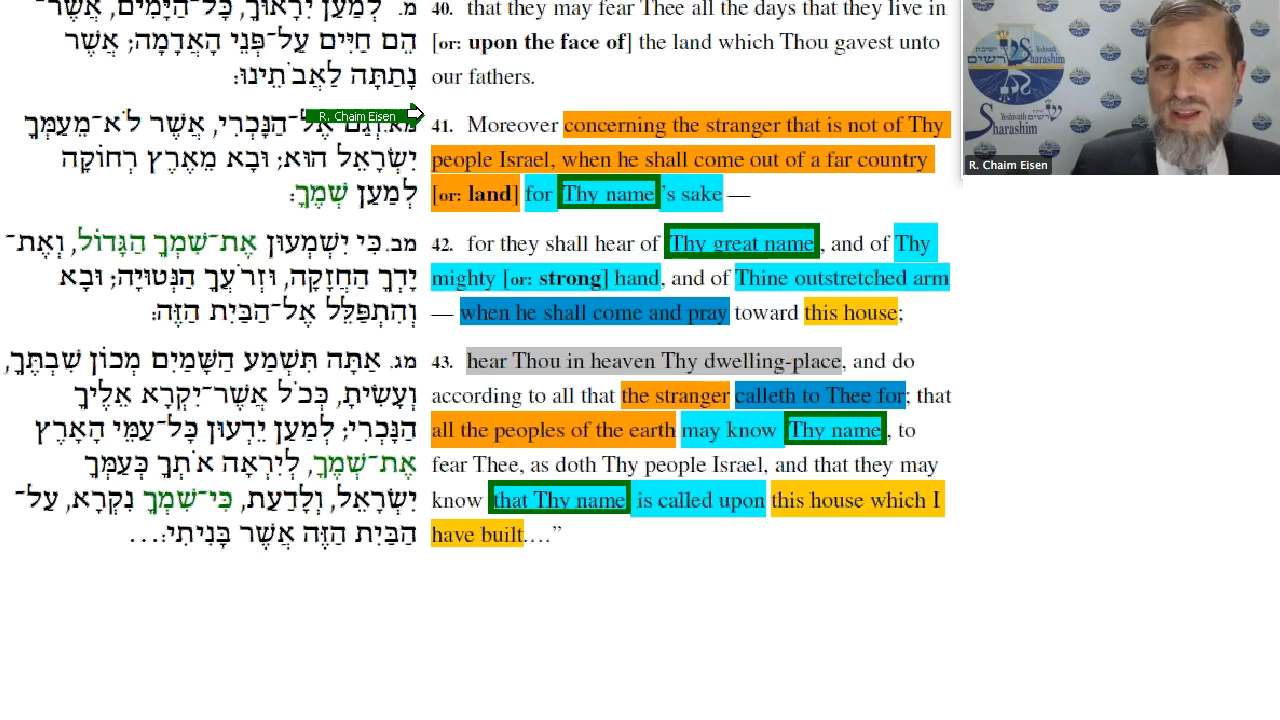 מ. לְמַעַן יִרָאוּךָ, כָּל־הַיָּמִים, אֲשֶׁר־
הֵם חַיִּים עַל־פְּנֵי הָאֲדָמָה; אֲשֶׁר
נָתַתָּה לַאֲבֹתֵינוּ:
אֶל־הַנָּכְרִי, אֲשֶׁר לֹא־מֵעַמְּךָ
יִשְׂרָאֵל הוּא; וּבָא מֵאֶרֶץ רְחוֹקָה
לְמַעַן שְׁמֶךָ:
מב. כִּי יִשְׁמְעוּן אֶת־שִׁמְךָ הַגָּדוֹל, וְאֶת־
יָדְךָ הַחֲזָקָה, וּזְרֹעֲךָ הַנְּטוּיָה; וּבָא
וְהִתְפַּלֵּל אֶל־הַבַּיִת הַזֶּה:
מג. אַתָּה תִּשְׁמַע הַשָּׁמַיִם מְכוֹן שִׁבְתֶּךָ,
וְעָשִׂיתָ, כְּכֹל אֲשֶׁר־יִקְרָא אֵלֶיךָ
הַנָּכְרִי; לְמַעַן יֵדְעוּן כָּל־עַמֵּי הָאָרֶץ
אֶת־שְׁמֶךָ, לְיִרְאָה אֹתְךָ כְּעַמְּךָ
יִשְׂרָאֵל, וְלָדַעַת, כִּי־שִׁמְךָ נִקְרָא, עַל־
הַבַּיִת הַזֶּה אֲשֶׁר בָּנִיתִי:...
R. Chaim Eisen
40. that they may fear Thee all the days that they live in
[or: upon the face of] the land which Thou gavest unto
our fathers.
41. Moreover concerning the stranger that is not of Thy
people Israel, when he shall come out of a far country
[or: land] for Thy name's sake —
42. for they shall hear of Thy great name, and of Thy
mighty [or: strong] hand, and of Thine outstretched arm
— when he shall come and pray toward this house;
43. hear Thou in heaven Thy dwelling-place, and do
according to all that the stranger calleth to Thee for; that
all the peoples of the earth may know Thy name, to
fear Thee, as doth Thy people Israel, and that they may
know that Thy name is called upon this house which I
have built....”
Yeshivath
Sharashim
Yeshivath
Sharashim
R. Chaim Eisen